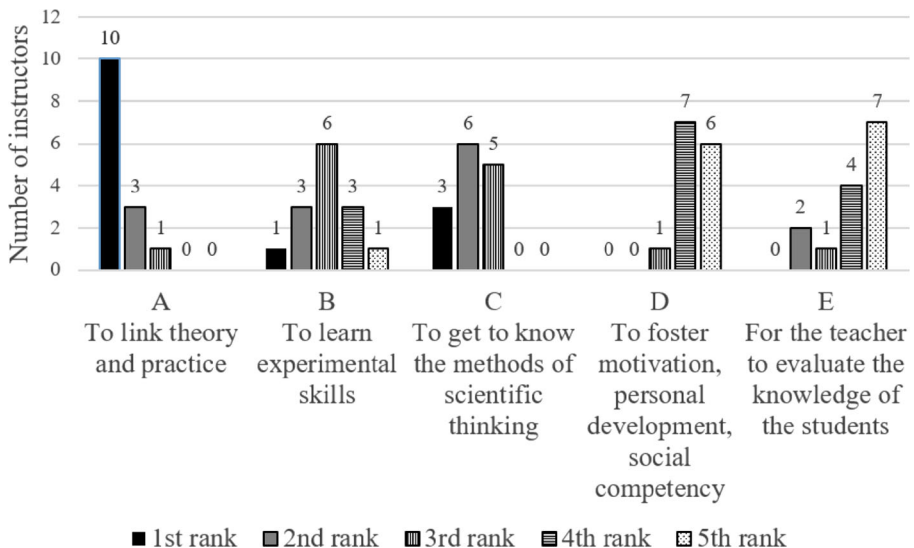 Number of instructors
12
10
8
6
4
2
0
10 3 1 0 0
1 3 6 3 1
3 6 5 0 0
0 0 1 7 6
0 2 1 4 7
A
To link theory
and practice
B
To learn
experimental
skills
C
To get to know
the methods of
scientific
thinking
D
To foster
motivation,
personal
development,
social
competency
E
For the teacher
to evaluate the
knowledge of
the students
1st rank 2nd rank 3rd rank 4th rank 5th rank